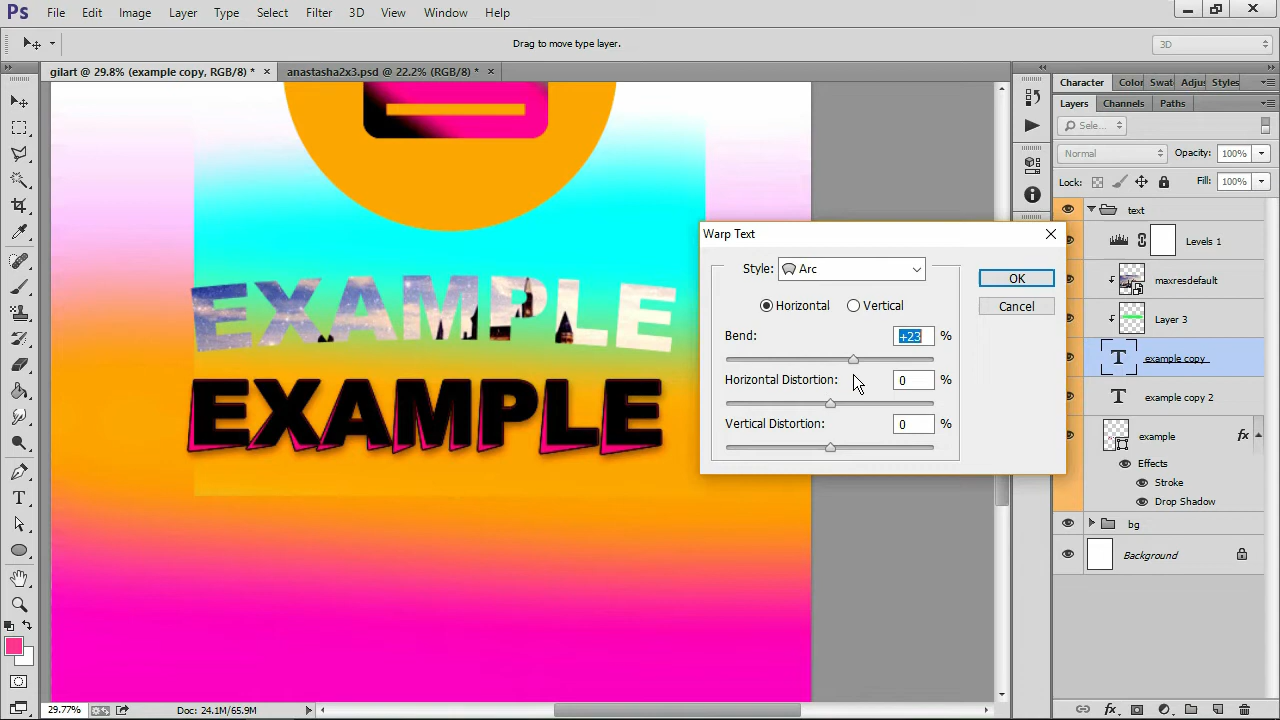 Ps File Edit Image Layer Type Select Filter 3D View Window Help
Drag to move type layer.
3D
gilart @ 29.8% (example copy, RGB/8) * ×
anastasha2x3.psd @ 22.2% (RGB/8) * ×
Character Color Swat Adjus Styles
Layers Channels Paths
Sele...
Normal Opacity: 100%
Lock: Fill: 100%
text
Levels 1
maxresdefault
Layer 3
T example copy
T example copy 2
example fx
Effects
Stroke
Drop Shadow
bg
Background
EXAMPLE
EXAMPLE
Warp Text
Style: Arc
Horizontal Vertical
Bend: +23 %
Horizontal Distortion: 0 %
Vertical Distortion: 0 %
OK
Cancel
29.77% Doc: 24.1M/65.9M
fx